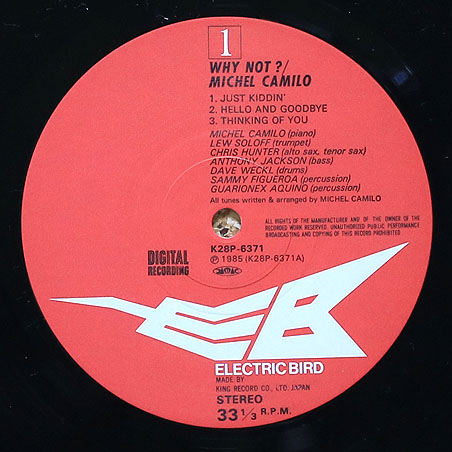 1
WHY NOT ?/
MICHEL CAMILO
1. JUST KIDDIN'
2. HELLO AND GOODBYE
3. THINKING OF YOU
MICHEL CAMILO (piano)
LEW SOLOFF (trumpet)
CHRIS HUNTER (alto sax, tenor sax)
ANTHONY JACKSON (bass)
DAVE WECKL (drums)
SAMMY FIGUEROA (percussion)
GUARIONEX AQUINO (percussion)
All tunes written & arranged by MICHEL CAMILO
ALL RIGHTS OF THE MANUFACTURER AND OF THE OWNER OF THE
RECORDED WORK RESERVED. UNAUTHORIZED PUBLIC PERFORMANCE
BROADCASTING AND COPYING OF THIS RECORD PROHIBITED
K28P-6371
DIGITAL
RECORDING
Ⓟ 1985 (K28P-6371A)
JASRAC
EB
ELECTRIC BIRD
MADE BY
KING RECORD CO., LTD. JAPAN
STEREO
33 1/3 R.P.M.